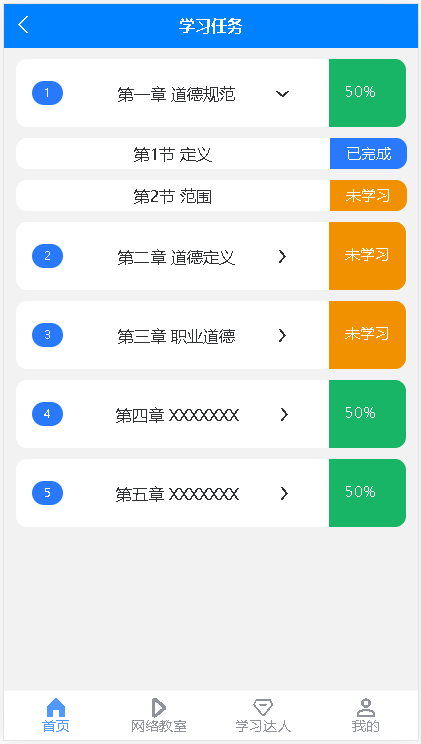 学习任务
1 第一章 道德规范 50%
第1节 定义 已完成
第2节 范围 未学习
2 第二章 道德定义 未学习
3 第三章 职业道德 未学习
4 第四章 XXXXXXX 50%
5 第五章 XXXXXXX 50%
首页 网络教室 学习达人 我的